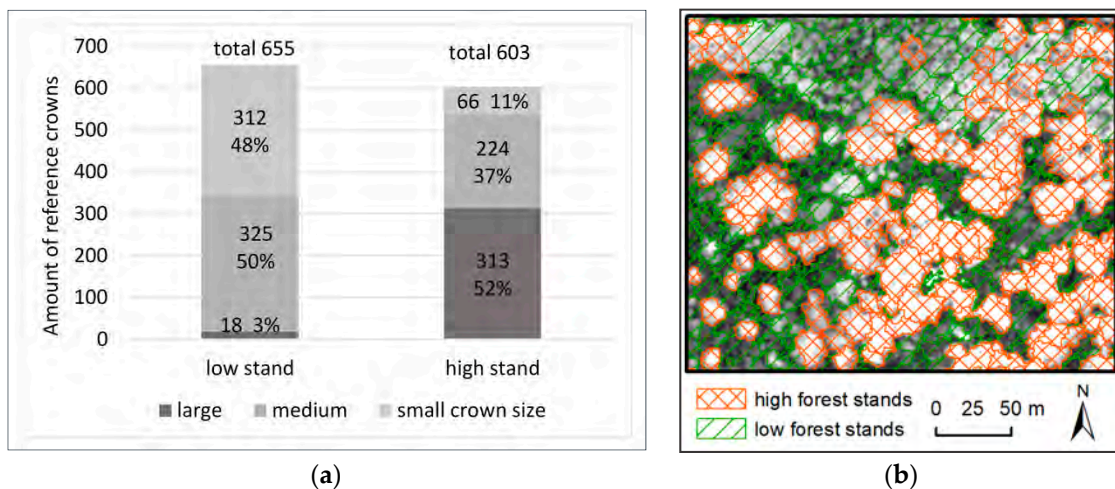 700
600
500
400
300
200
100
0
Amount of reference crowns
total 655
total 603
312
48%
325
50%
18 3%
66 11%
224
37%
313
52%
low stand
high stand
large
medium
small crown size
(a)
high forest stands
low forest stands
0 25 50 m
N
(b)